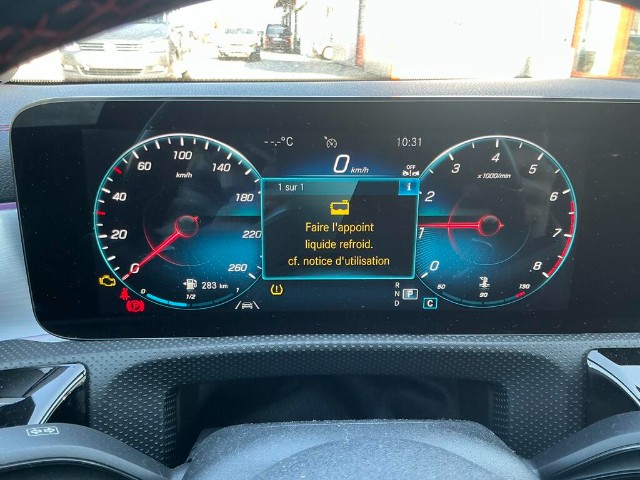 --,-°C
10:31
0 km/h
OFF
1 sur 1
i
Faire l'appoint
liquide refroid.
cf. notice d'utilisation
0
20
40
60
100
140
180
220
260
km/h
0
1
2
3
4
5
6
7
8
x1000/min
283 km
1/2
1
R
N P
D
C
50
90
130